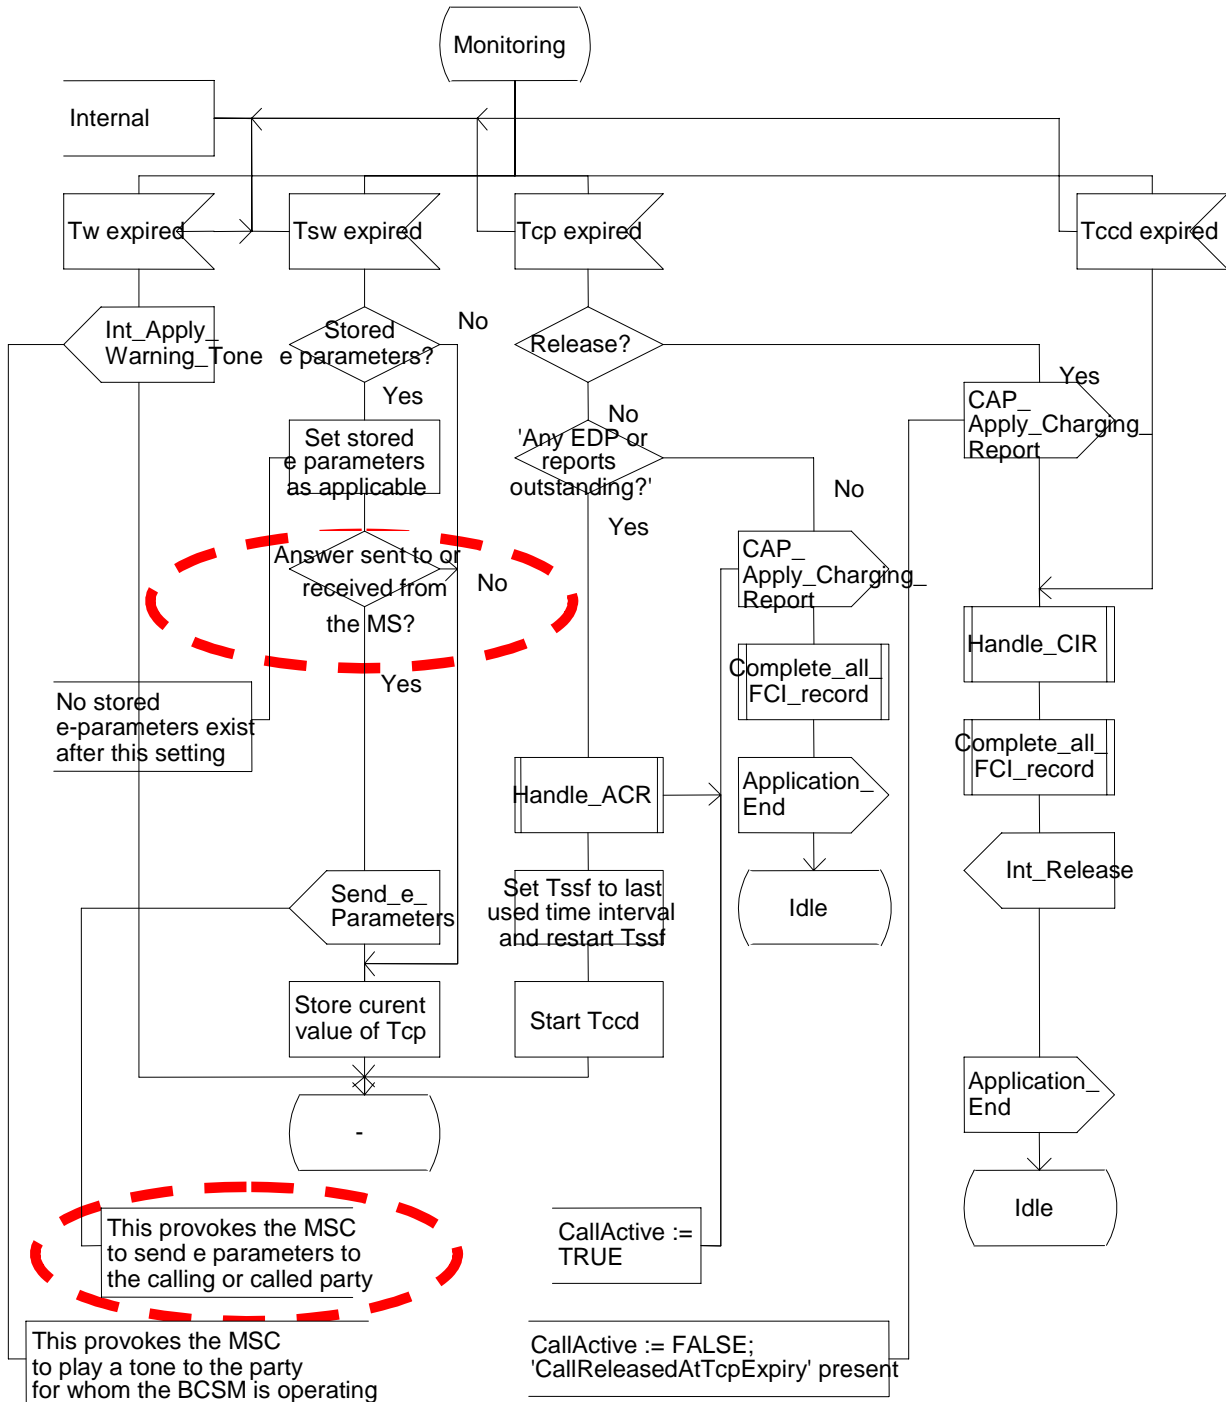 Monitoring
Internal
Tw expired
Tsw expired
Tcp expired
Tccd expired
Int_Apply_
Warning_Tone
Stored
e parameters?
No
Release?
Yes
Yes
CAP_
Apply_Charging_
Report
Set stored
e parameters
as applicable
No
'Any EDP or
reports
outstanding?'
No
Yes
Answer sent to or
received from
the MS?
No
Yes
CAP_
Apply_Charging_
Report
Handle_CIR
No stored
e-parameters exist
after this setting
Complete_all_
FCI_record
Complete_all_
FCI_record
Handle_ACR
Application_
End
Int_Release
Send_e_
Parameters
Set Tssf to last
used time interval
and restart Tssf
Idle
Store curent
value of Tcp
Start Tccd
Application_
End
-
Idle
This provokes the MSC
to send e parameters to
the calling or called party
CallActive :=
TRUE
This provokes the MSC
to play a tone to the party
for whom the BCSM is operating
CallActive := FALSE;
'CallReleasedAtTcpExpiry' present